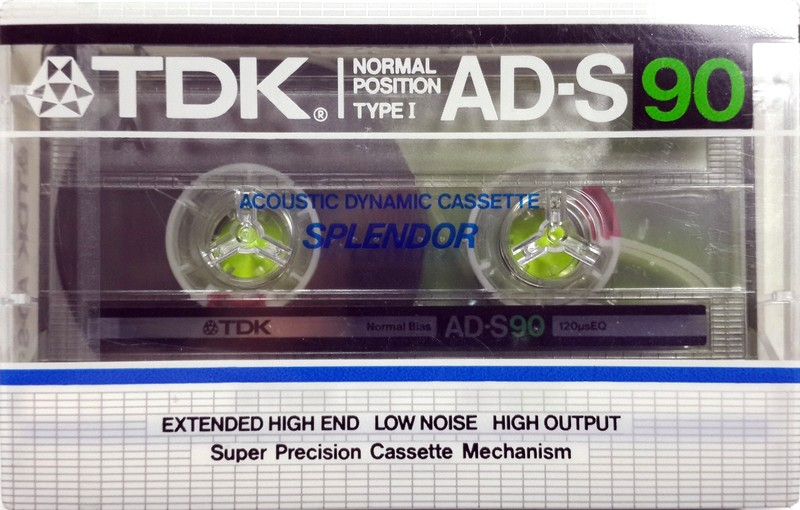 TDK® NORMAL POSITION TYPE I AD-S 90
ACOUSTIC DYNAMIC CASSETTE
SPLENDOR
TDK Normal Bias AD-S90 120µsEQ
EXTENDED HIGH END LOW NOISE HIGH OUTPUT
Super Precision Cassette Mechanism